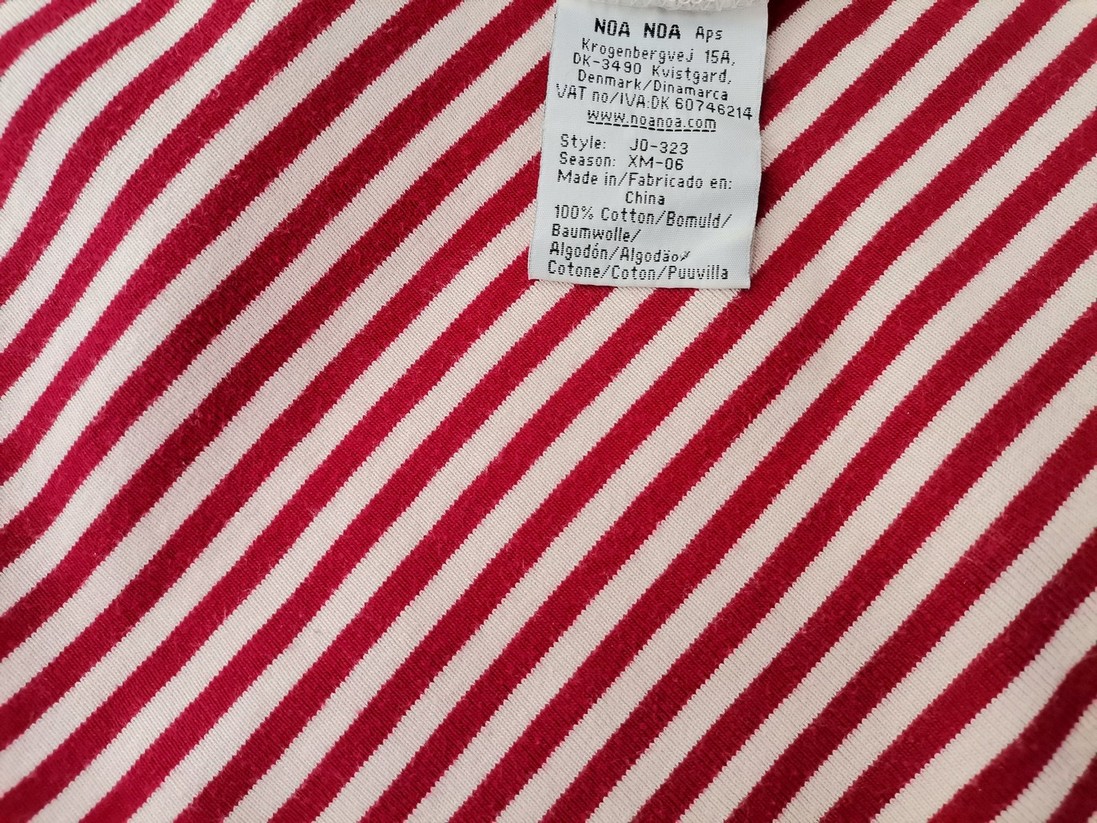 NOA NOA Aps
Krogenbergvej 15A,
DK-3490 Kvistgard,
Denmark/Dinamarca
VAT no/IVA:DK 60746214
www.noanoa.com
Style: JO-323
Season: XM-06
Made in/Fabricado en:
China
100% Cotton/Bomuld/
Baumwolle/
Algodón/Algodão/
Cotone/Coton/Puuvilla